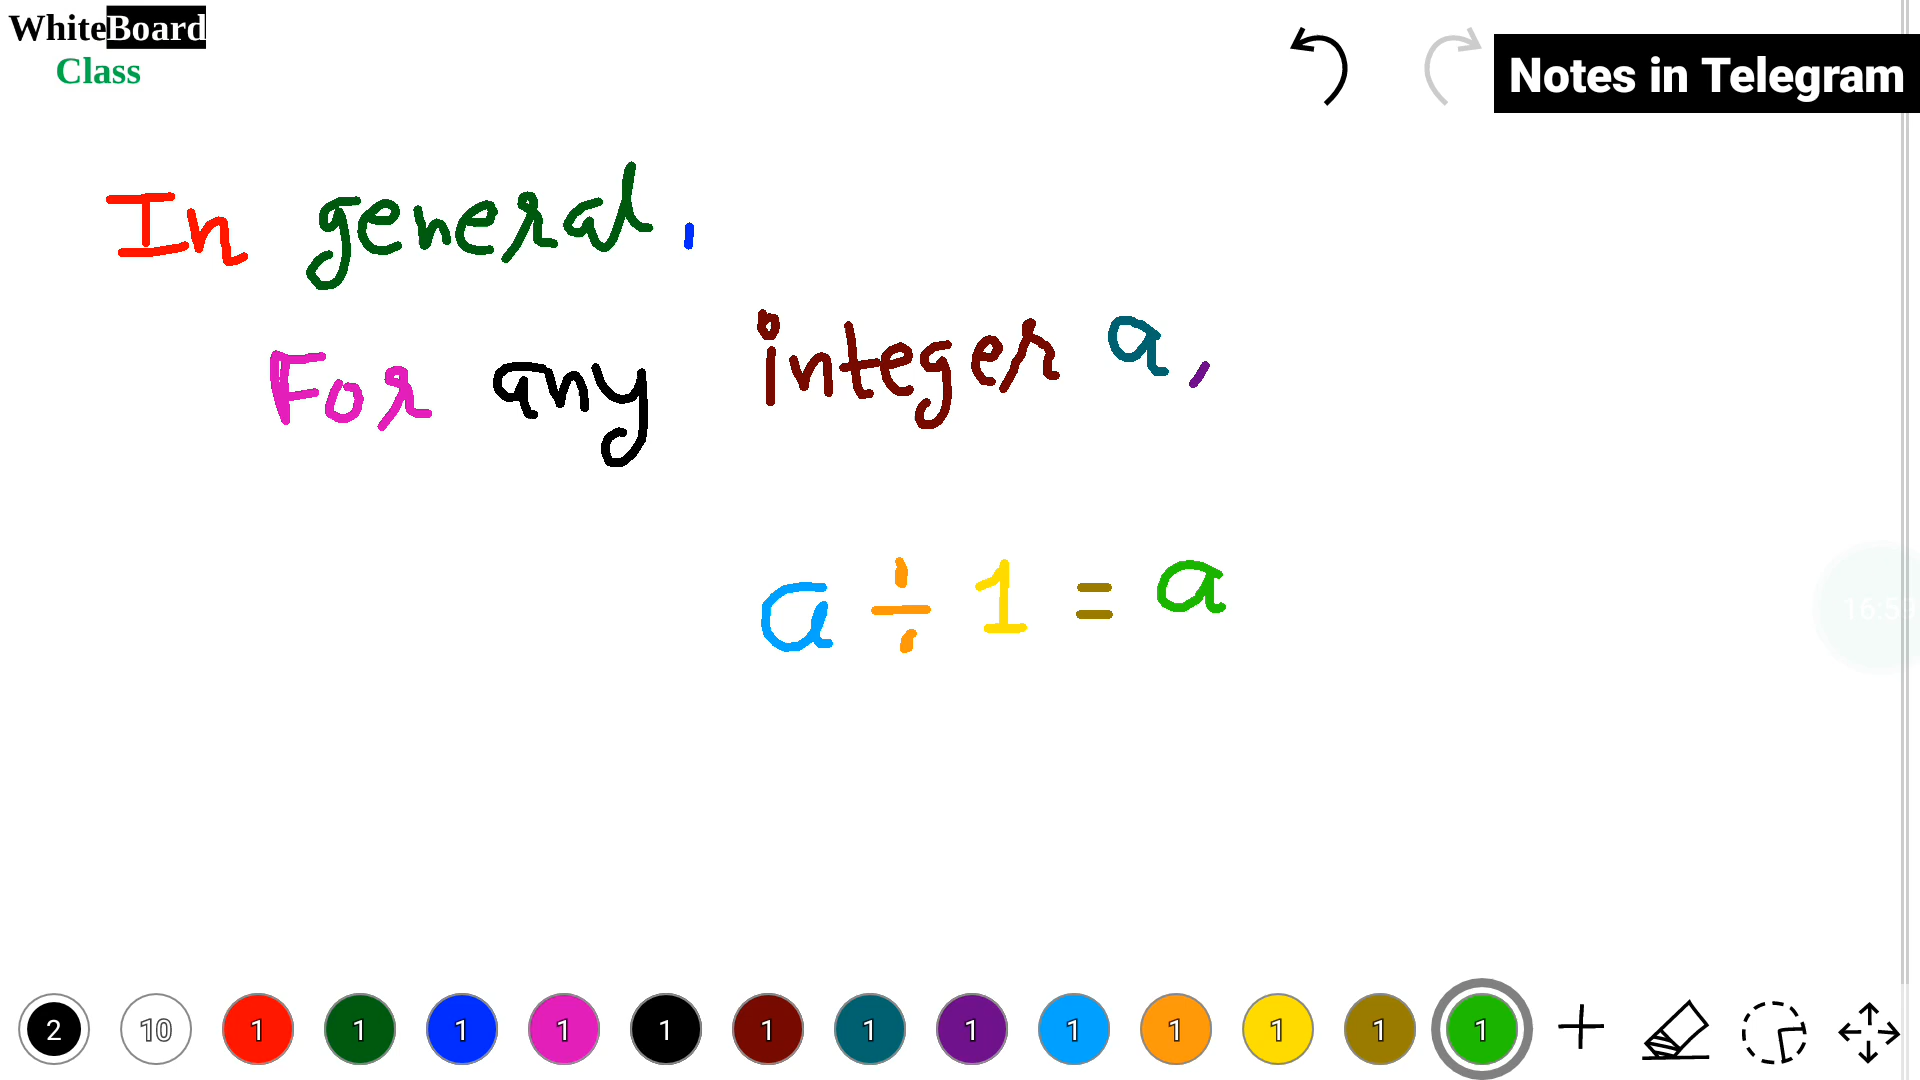 WhiteBoard
Class
Notes in Telegram
In general,
For any integer a,
a ÷ 1 = a
2 10 1 1 1 1 1 1 1 1 1 1 1 1 1